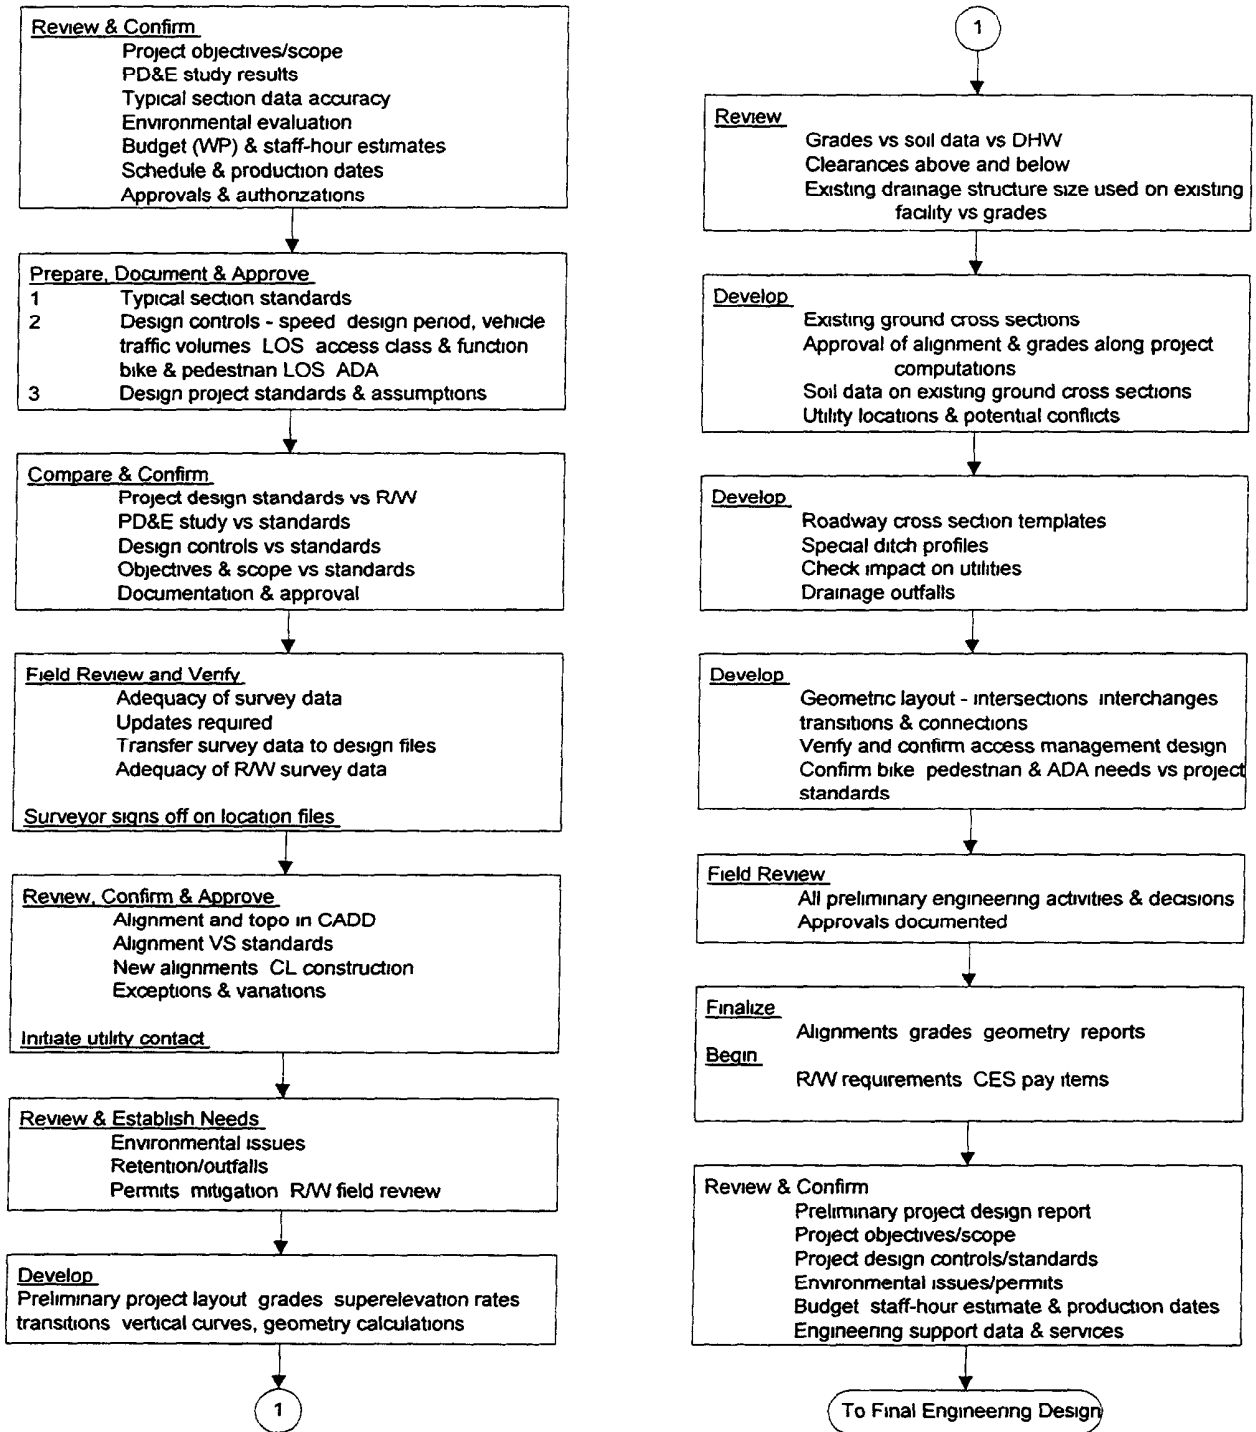 Review & Confirm
Project objectives/scope
PD&E study results
Typical section data accuracy
Environmental evaluation
Budget (WP) & staff-hour estimates
Schedule & production dates
Approvals & authorizations
Prepare, Document & Approve
1 Typical section standards
2 Design controls - speed design period, vehicle
traffic volumes LOS access class & function
bike & pedestrian LOS ADA
3 Design project standards & assumptions
Compare & Confirm
Project design standards vs R/W
PD&E study vs standards
Design controls vs standards
Objectives & scope vs standards
Documentation & approval
Field Review and Verify
Adequacy of survey data
Updates required
Transfer survey data to design files
Adequacy of R/W survey data
Surveyor signs off on location files
Review, Confirm & Approve
Alignment and topo in CADD
Alignment VS standards
New alignments CL construction
Exceptions & variations
Initiate utility contact
Review & Establish Needs
Environmental issues
Retention/outfalls
Permits mitigation R/W field review
Develop
Preliminary project layout grades superelevation rates
transitions vertical curves, geometry calculations
1
1
Review
Grades vs soil data vs DHW
Clearances above and below
Existing drainage structure size used on existing
facility vs grades
Develop
Existing ground cross sections
Approval of alignment & grades along project
computations
Soil data on existing ground cross sections
Utility locations & potential conflicts
Develop
Roadway cross section templates
Special ditch profiles
Check impact on utilities
Drainage outfalls
Develop
Geometric layout - intersections interchanges
transitions & connections
Verify and confirm access management design
Confirm bike pedestrian & ADA needs vs project
standards
Field Review
All preliminary engineering activities & decisions
Approvals documented
Finalize
Alignments grades geometry reports
Begin
R/W requirements CES pay items
Review & Confirm
Preliminary project design report
Project objectives/scope
Project design controls/standards
Environmental issues/permits
Budget staff-hour estimate & production dates
Engineering support data & services
To Final Engineering Design